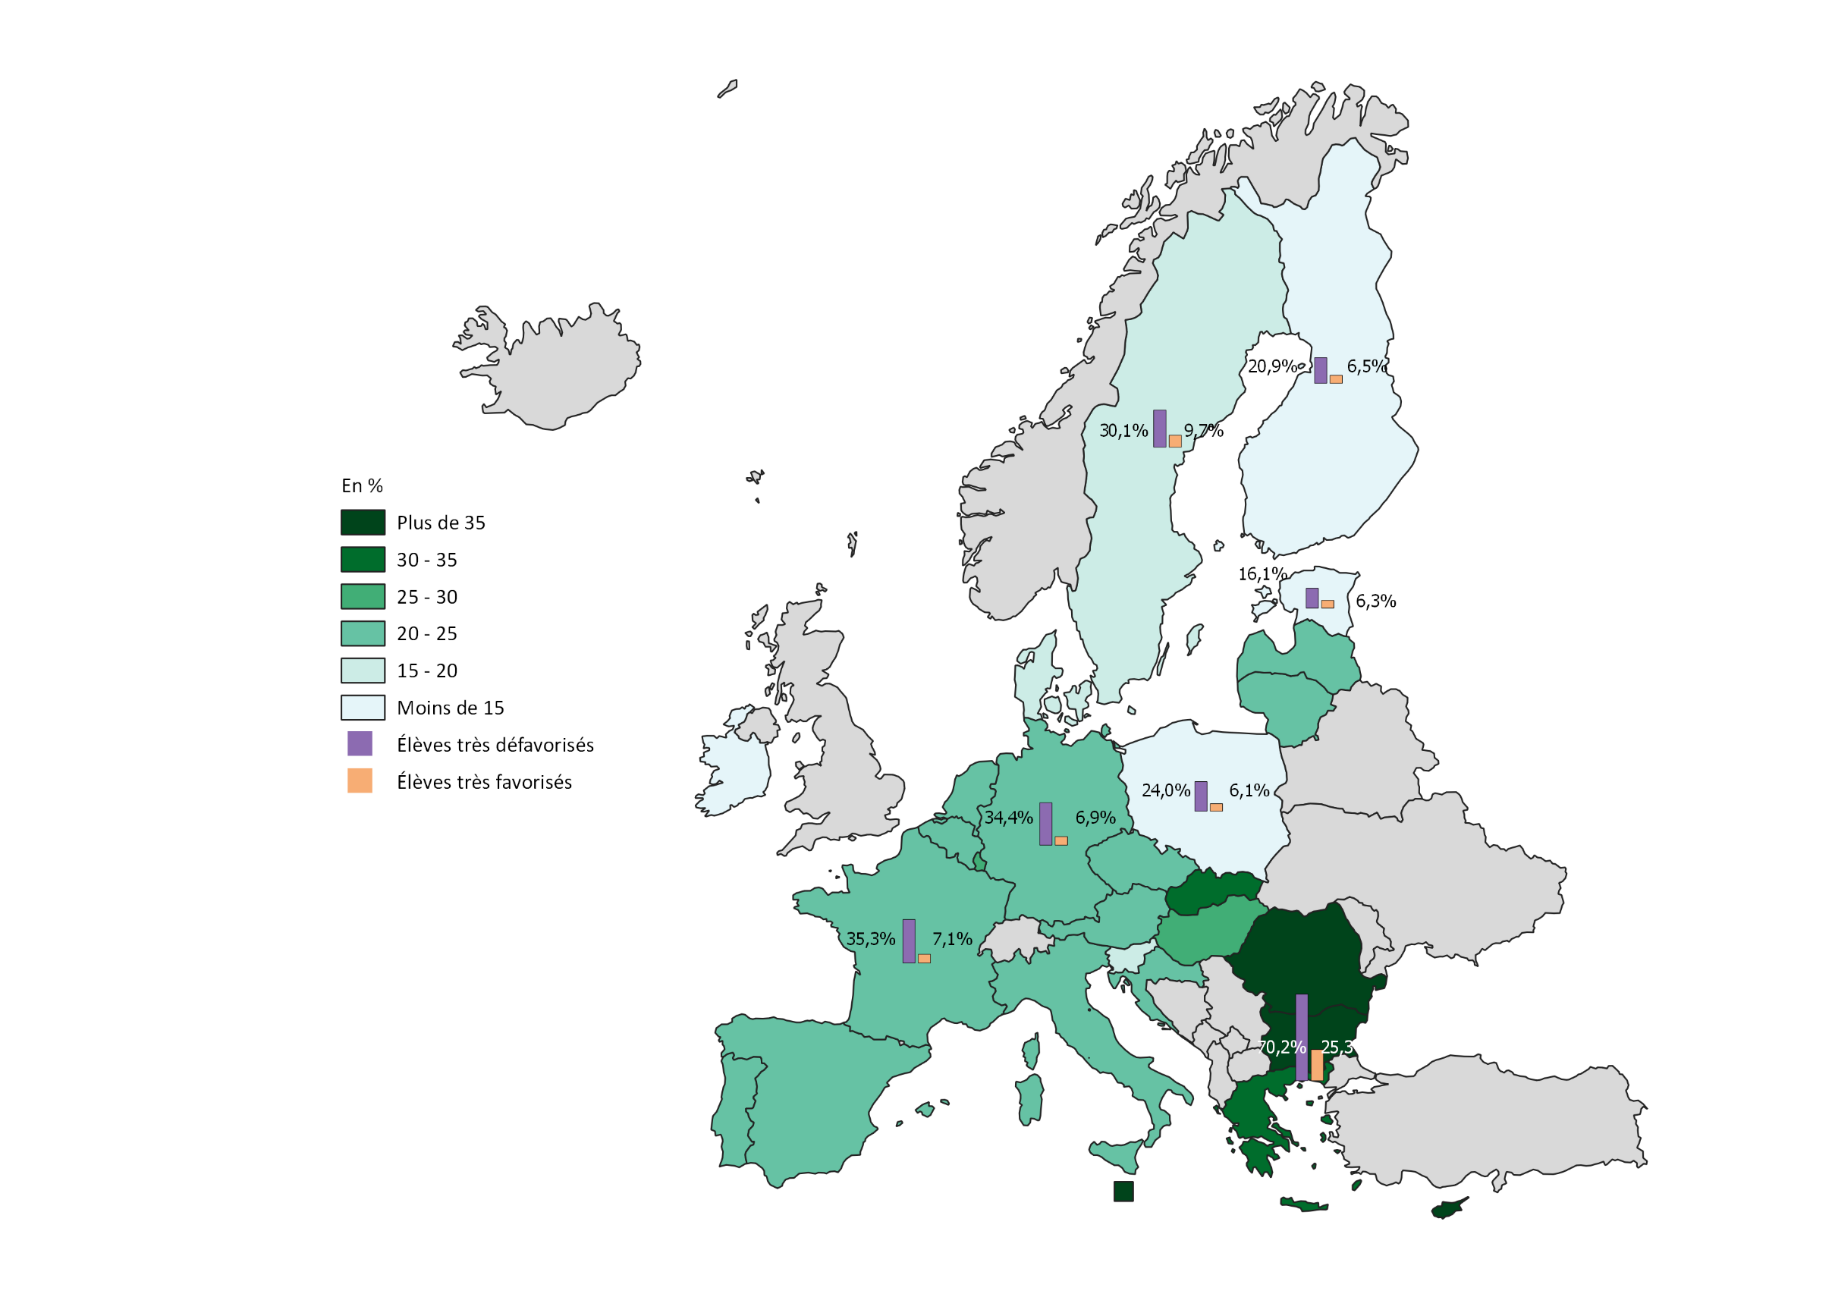 20,9%
6,5%
30,1%
9,7%
En %
Plus de 35
30 - 35
25 - 30
20 - 25
15 - 20
Moins de 15
Élèves très défavorisés
Élèves très favorisés
16,1%
6,3%
24,0%
6,1%
34,4%
6,9%
35,3%
7,1%
70,2%
25,3